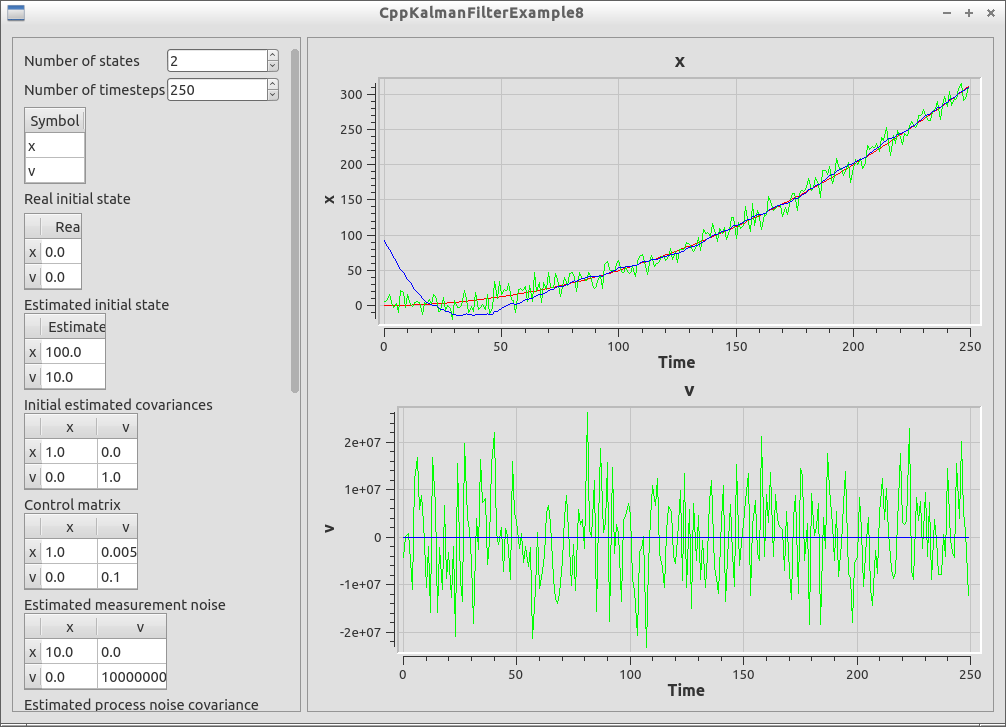 CppKalmanFilterExample8
Number of states 2
Number of timesteps 250
Symbol
x
v
Real initial state
Rea
x 0.0
v 0.0
Estimated initial state
Estimate
x 100.0
v 10.0
Initial estimated covariances
x v
x 1.0 0.0
v 0.0 1.0
Control matrix
x v
x 1.0 0.005
v 0.0 0.1
Estimated measurement noise
x v
x 10.0 0.0
v 0.0 10000000
Estimated process noise covariance
x
300
250
200
150
100
50
0
x
0 50 100 150 200 250
Time
v
2e+07
1e+07
0
-1e+07
-2e+07
v
0 50 100 150 200 250
Time